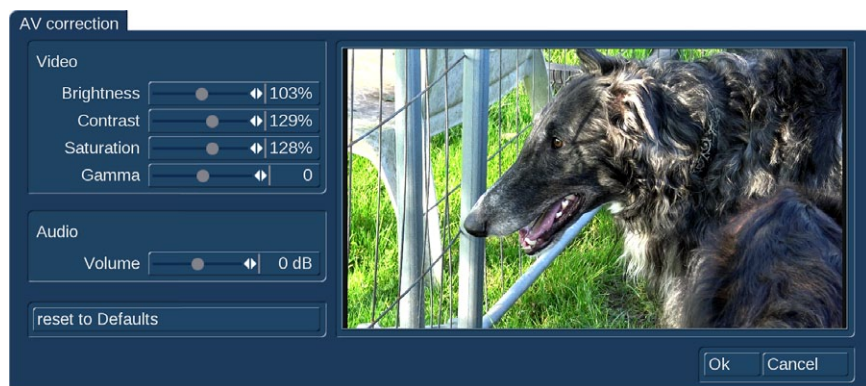 AV correction
Video
Brightness 103%
Contrast 129%
Saturation 128%
Gamma 0
Audio
Volume 0 dB
reset to Defaults
Ok Cancel